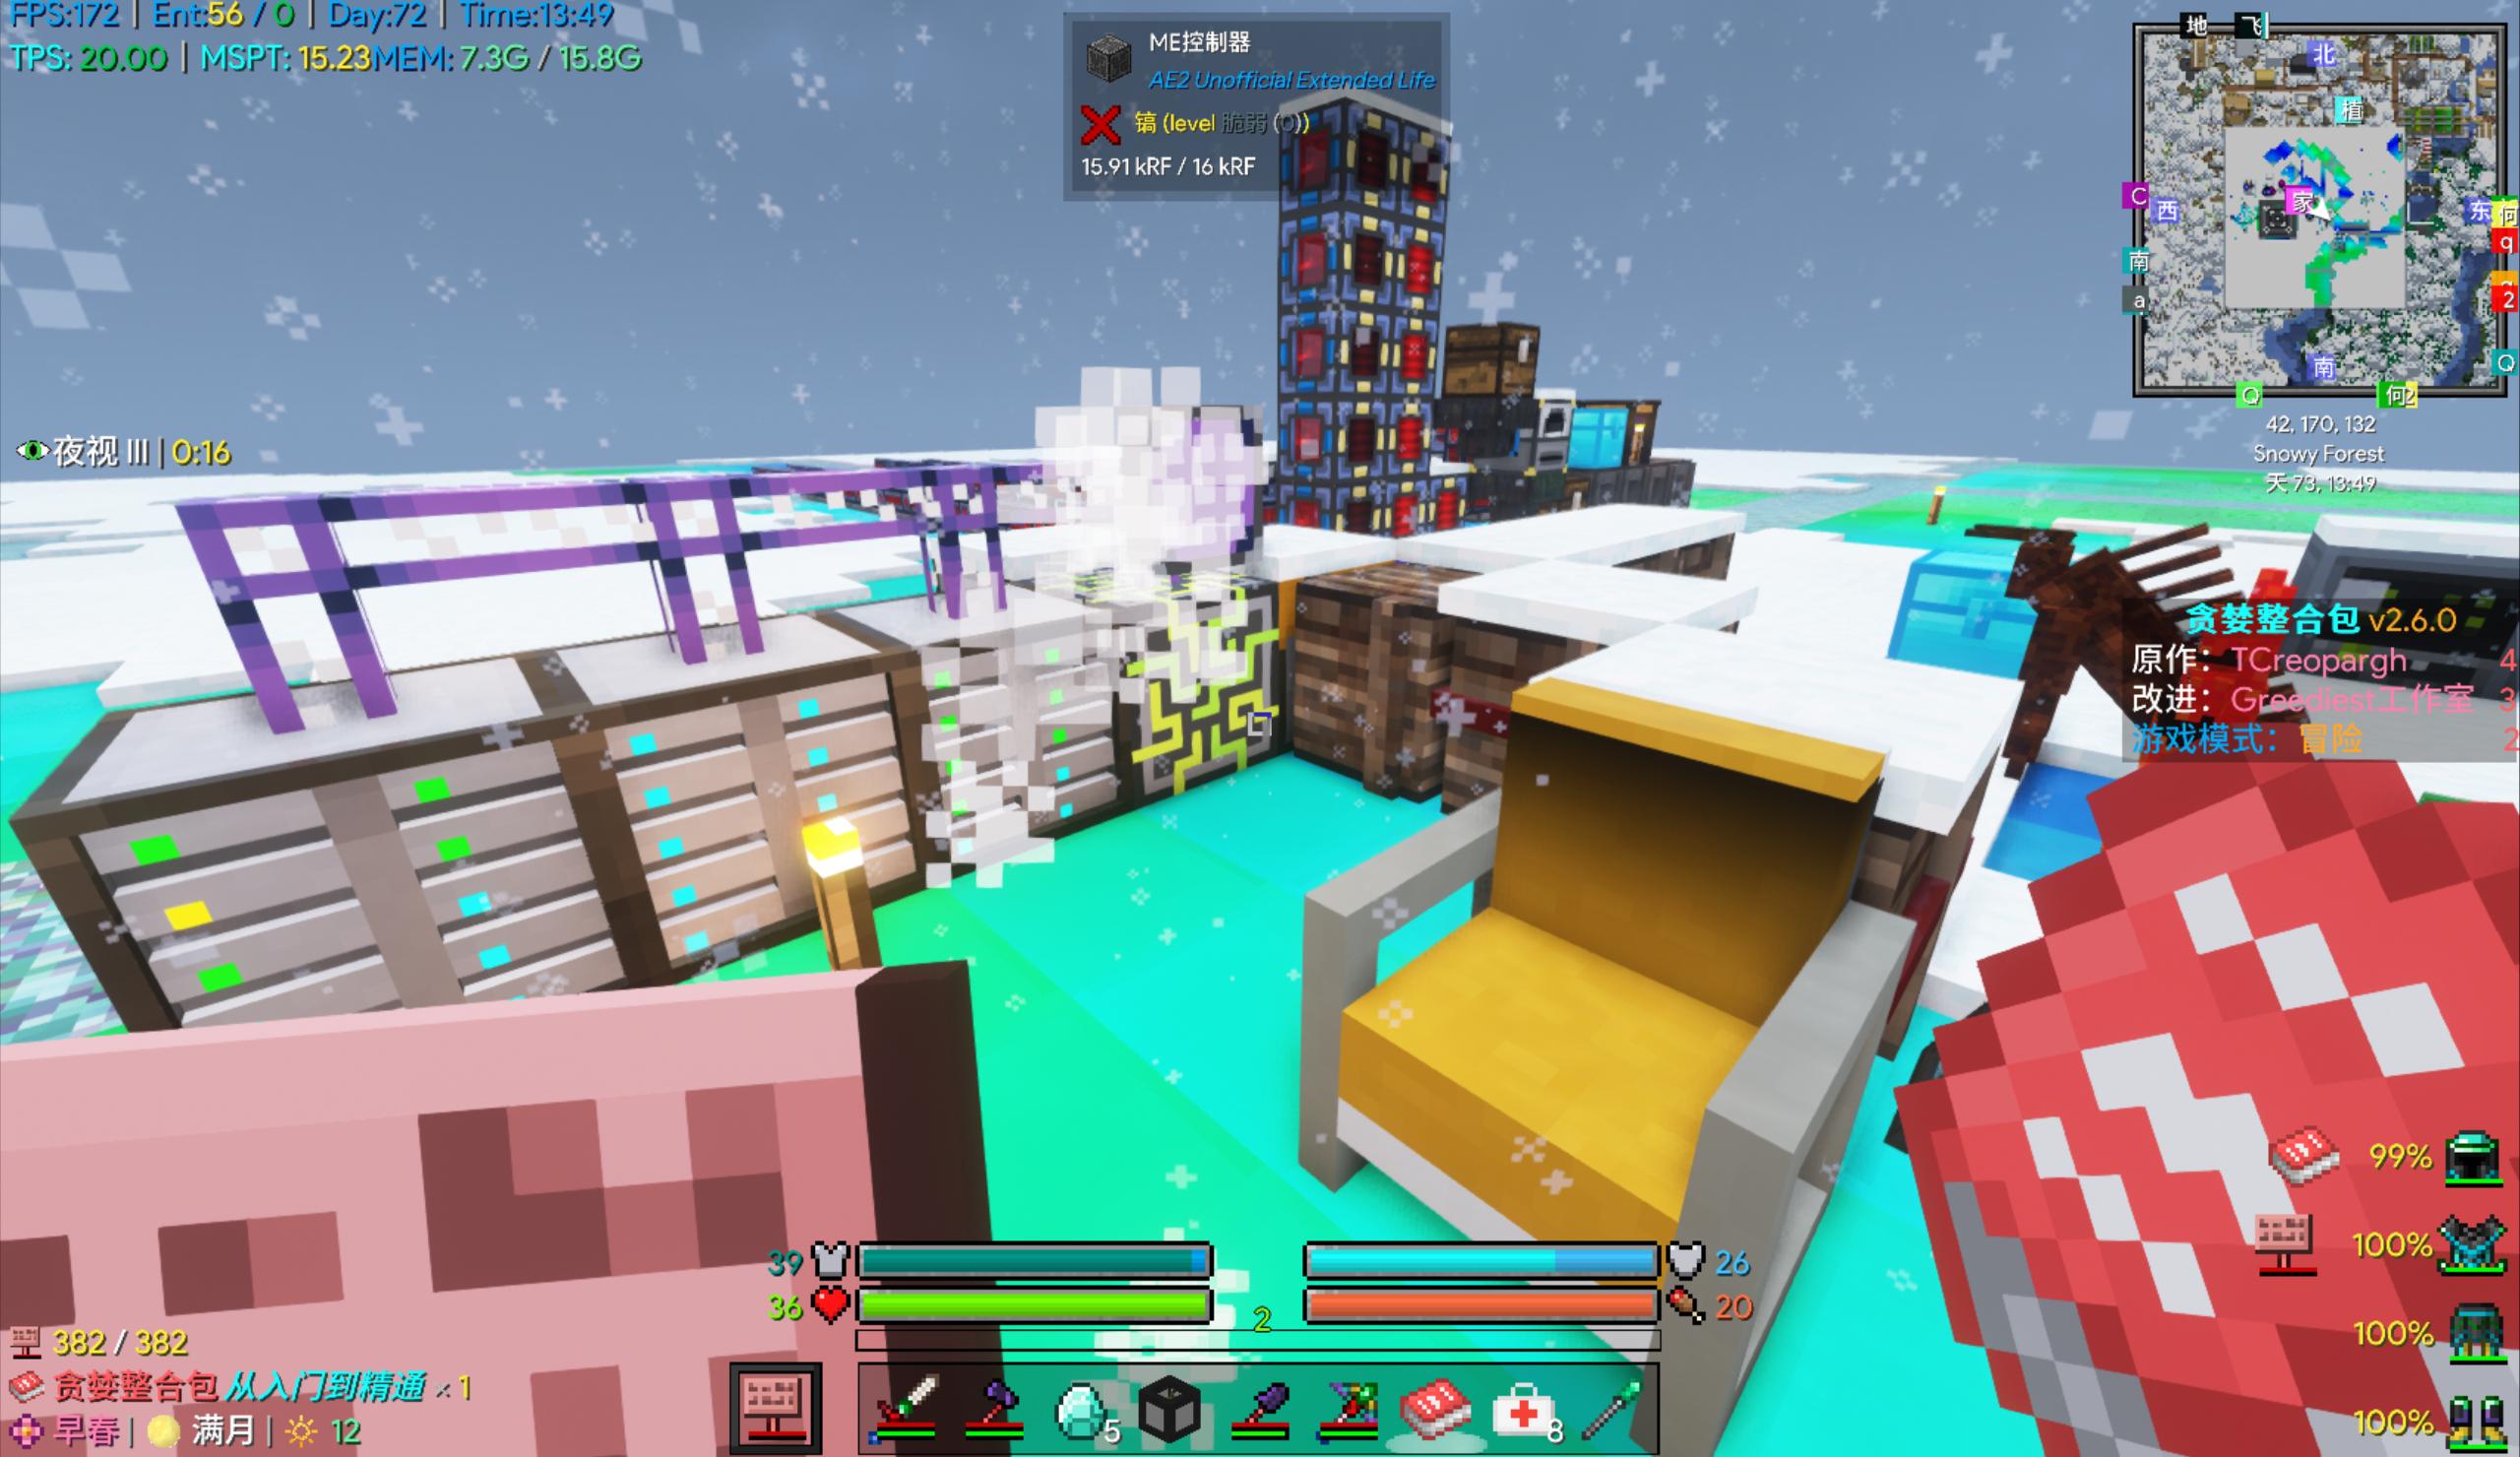 FPS:172 | Ent:56 / 0 | Day:72 | Time:13:49
TPS: 20.00 | MSPT: 15.23MEM: 7.3G / 15.8G
ME控制器
AE2 Unofficial Extended Life
镐 (level 脆弱 (0))
15.91 kRF / 16 kRF
地
飞
北
植
C
西
家
东
何
q
南
a
2
南
Q
Q
何2
42, 170, 132
Snowy Forest
天 73, 13:49
夜视 III | 0:16
贪婪整合包 v2.6.0
原作： TCreopargh 4
改进： Greediest工作室 3
游戏模式： 冒险 2
99%
100%
100%
100%
39
26
36
20
2
382 / 382
贪婪整合包 从入门到精通 × 1
早春 | 满月 | 12
5
8